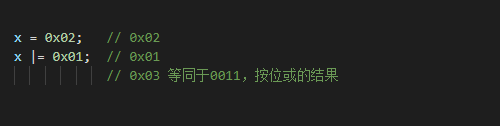 x = 0x02;   // 0x02
x |= 0x01;  // 0x01
// 0x03 等同于0011，按位或的结果